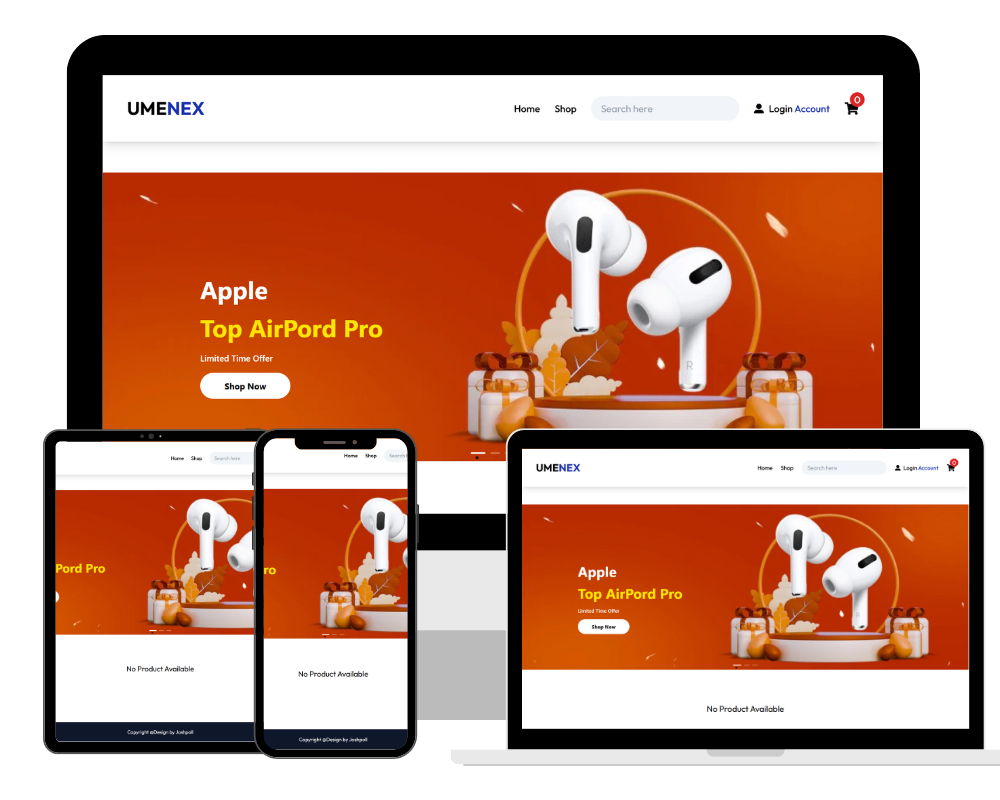 UMENEX
Home Shop Search here Login Account 0
Apple
Top AirPord Pro
Limited Time Offer
Shop Now
R
Home Shop Search here
Pord Pro
No Product Available
Copyright @Design by Joshpoll
Home Shop Search h
ro
No Product Available
Copyright @Design by Joshpoll
UMENEX
Home Shop Search here Login Account 0
Apple
Top AirPord Pro
Limited Time Offer
Shop Now
R
No Product Available